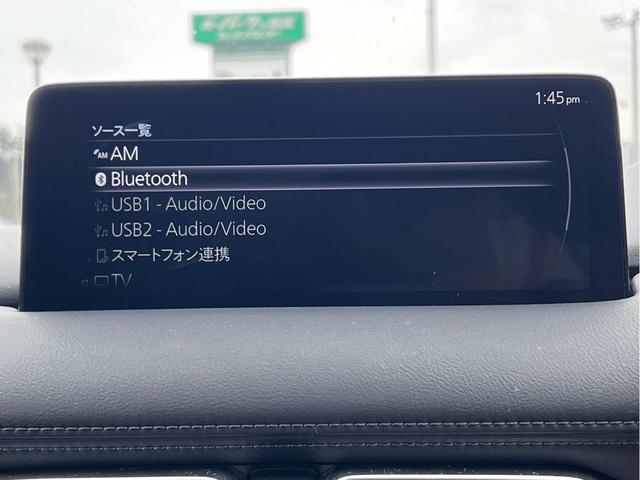 1:45pm
ソース一覧
AM AM
Bluetooth
USB1 - Audio/Video
USB2 - Audio/Video
スマートフォン連携
TV